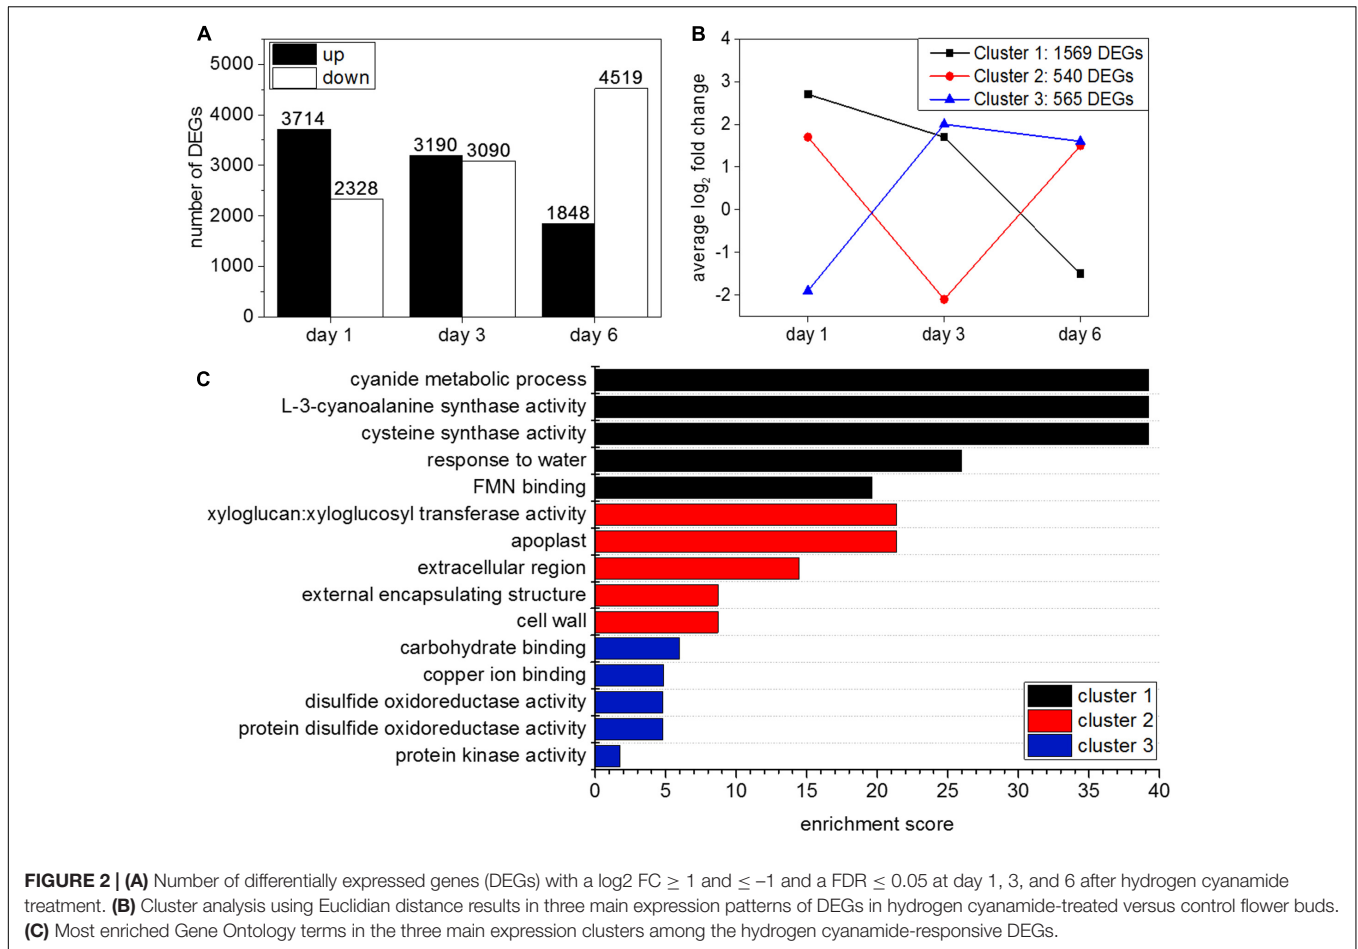 A
up
down
5000
4000
3000
2000
1000
0
number of DEGs
3714
2328
3190
3090
1848
4519
day 1
day 3
day 6
B
4
3
2
1
0
-1
-2
average log2 fold change
Cluster 1: 1569 DEGs
Cluster 2: 540 DEGs
Cluster 3: 565 DEGs
day 1
day 3
day 6
C
cyanide metabolic process
L-3-cyanoalanine synthase activity
cysteine synthase activity
response to water
FMN binding
xyloglucan:xyloglucosyl transferase activity
apoplast
extracellular region
external encapsulating structure
cell wall
carbohydrate binding
copper ion binding
disulfide oxidoreductase activity
protein disulfide oxidoreductase activity
protein kinase activity
cluster 1
cluster 2
cluster 3
0 5 10 15 20 25 30 35 40
enrichment score
FIGURE 2 | (A) Number of differentially expressed genes (DEGs) with a log2 FC ≥ 1 and ≤ –1 and a FDR ≤ 0.05 at day 1, 3, and 6 after hydrogen cyanamide
treatment. (B) Cluster analysis using Euclidian distance results in three main expression patterns of DEGs in hydrogen cyanamide-treated versus control flower buds.
(C) Most enriched Gene Ontology terms in the three main expression clusters among the hydrogen cyanamide-responsive DEGs.